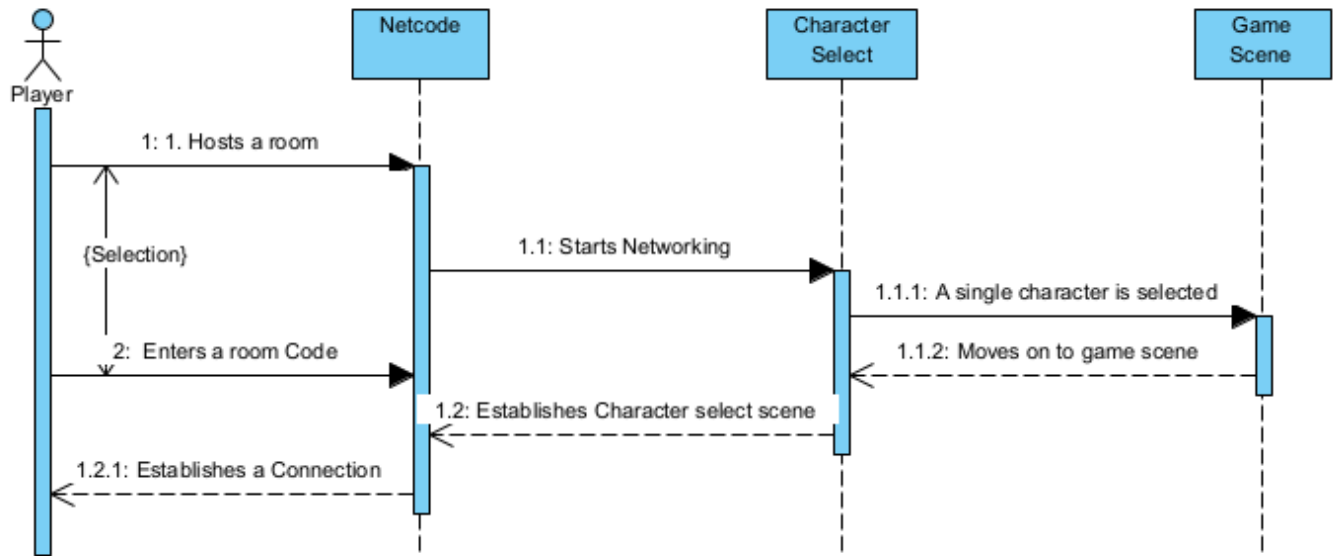 Netcode
Character
Select
Game
Scene
Player
1: 1. Hosts a room
1.1: Starts Networking
{Selection}
1.1.1: A single character is selected
2: Enters a room Code
1.1.2: Moves on to game scene
1.2: Establishes Character select scene
1.2.1: Establishes a Connection